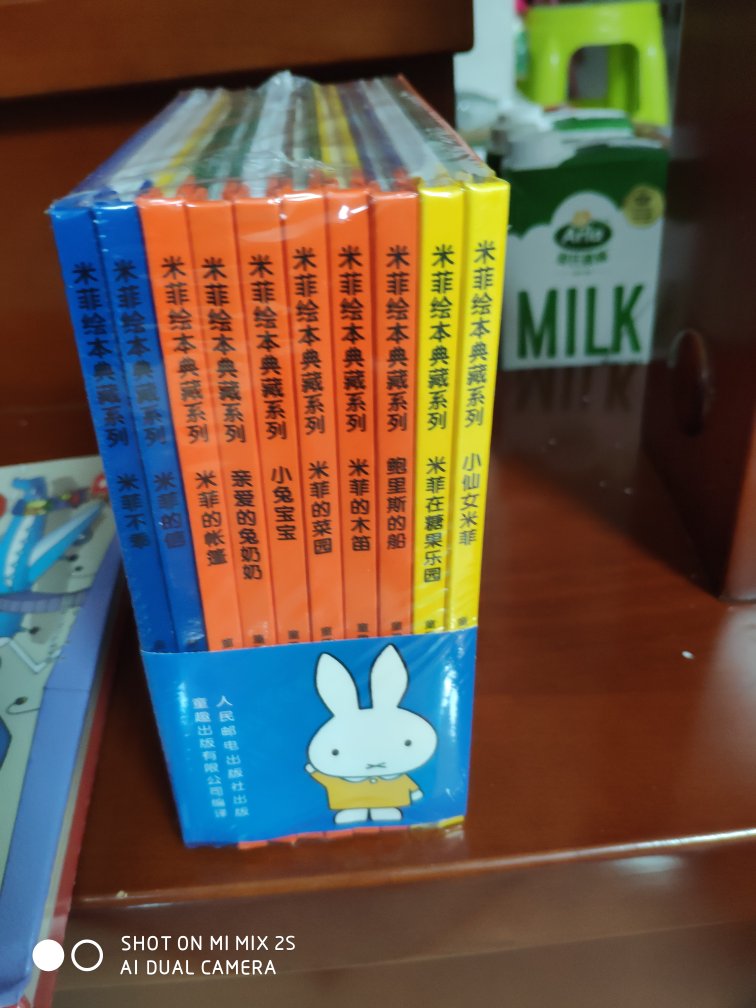 米菲绘本典藏系列 米菲不乖
米菲绘本典藏系列 米菲的信
米菲绘本典藏系列 米菲的帐篷
米菲绘本典藏系列 亲爱的兔奶奶
米菲绘本典藏系列 小兔宝宝
米菲绘本典藏系列 米菲的菜园
米菲绘本典藏系列 米菲的木笛
米菲绘本典藏系列 鲍里斯的船
米菲绘本典藏系列 米菲在糖果乐园
米菲绘本典藏系列 小仙女米菲
童趣出版有限公司编译
人民邮电出版社出版
Arla
MILK
SHOT ON MI MIX 2S
AI DUAL CAMERA